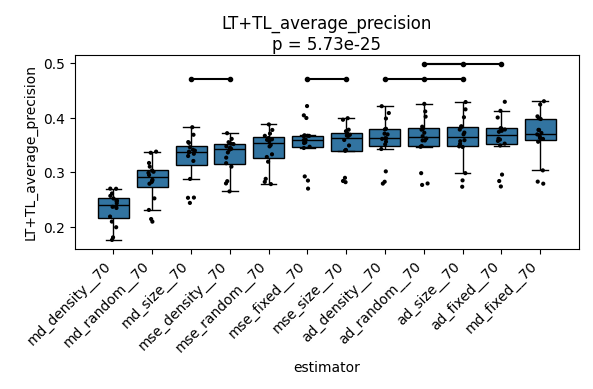 LT+TL_average_precision
p = 5.73e-25
LT+TL_average_precision
0.5
0.4
0.3
0.2
md_density__70
md_random__70
md_size__70
mse_density__70
mse_random__70
mse_fixed__70
mse_size__70
ad_density__70
ad_random__70
ad_size__70
ad_fixed__70
md_fixed__70
estimator